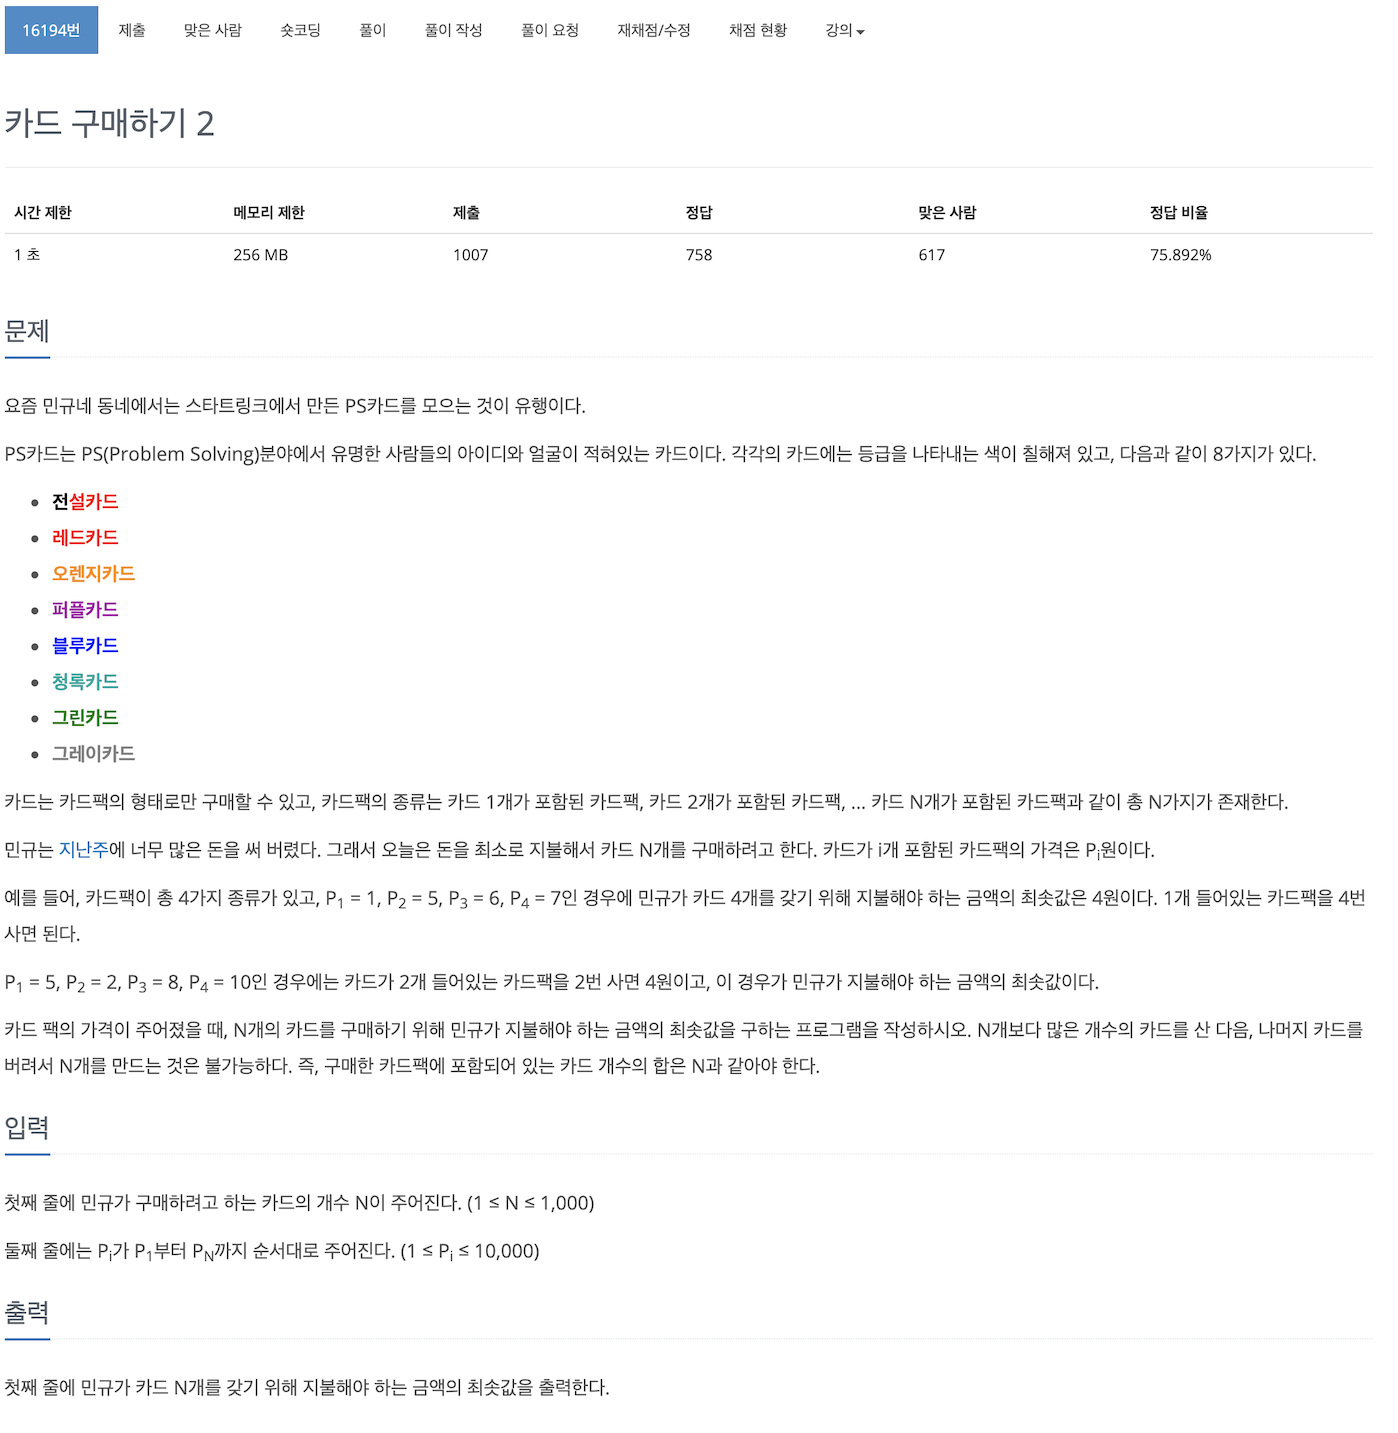 16194번 제출 맞은 사람 숏코딩 풀이 풀이 작성 풀이 요청 재채점/수정 채점 현황 강의
카드 구매하기 2
시간 제한 메모리 제한 제출 정답 맞은 사람 정답 비율
1 초 256 MB 1007 758 617 75.892%
문제
요즘 민규네 동네에서는 스타트링크에서 만든 PS카드를 모으는 것이 유행이다.
PS카드는 PS(Problem Solving)분야에서 유명한 사람들의 아이디와 얼굴이 적혀있는 카드이다. 각각의 카드에는 등급을 나타내는 색이 칠해져 있고, 다음과 같이 8가지가 있다.
• 전설카드
• 레드카드
• 오렌지카드
• 퍼플카드
• 블루카드
• 청록카드
• 그린카드
• 그레이카드
카드는 카드팩의 형태로만 구매할 수 있고, 카드팩의 종류는 카드 1개가 포함된 카드팩, 카드 2개가 포함된 카드팩, ... 카드 N개가 포함된 카드팩과 같이 총 N가지가 존재한다.
민규는 지난주에 너무 많은 돈을 써 버렸다. 그래서 오늘은 돈을 최소로 지불해서 카드 N개를 구매하려고 한다. 카드가 i개 포함된 카드팩의 가격은 Pi원이다.
예를 들어, 카드팩이 총 4가지 종류가 있고, P1 = 1, P2 = 5, P3 = 6, P4 = 7인 경우에 민규가 카드 4개를 갖기 위해 지불해야 하는 금액의 최솟값은 4원이다. 1개 들어있는 카드팩을 4번
사면 된다.
P1 = 5, P2 = 2, P3 = 8, P4 = 10인 경우에는 카드가 2개 들어있는 카드팩을 2번 사면 4원이고, 이 경우가 민규가 지불해야 하는 금액의 최솟값이다.
카드 팩의 가격이 주어졌을 때, N개의 카드를 구매하기 위해 민규가 지불해야 하는 금액의 최솟값을 구하는 프로그램을 작성하시오. N개보다 많은 개수의 카드를 산 다음, 나머지 카드를
버려서 N개를 만드는 것은 불가능하다. 즉, 구매한 카드팩에 포함되어 있는 카드 개수의 합은 N과 같아야 한다.
입력
첫째 줄에 민규가 구매하려고 하는 카드의 개수 N이 주어진다. (1 ≤ N ≤ 1,000)
둘째 줄에는 Pi가 P1부터 PN까지 순서대로 주어진다. (1 ≤ Pi ≤ 10,000)
출력
첫째 줄에 민규가 카드 N개를 갖기 위해 지불해야 하는 금액의 최솟값을 출력한다.